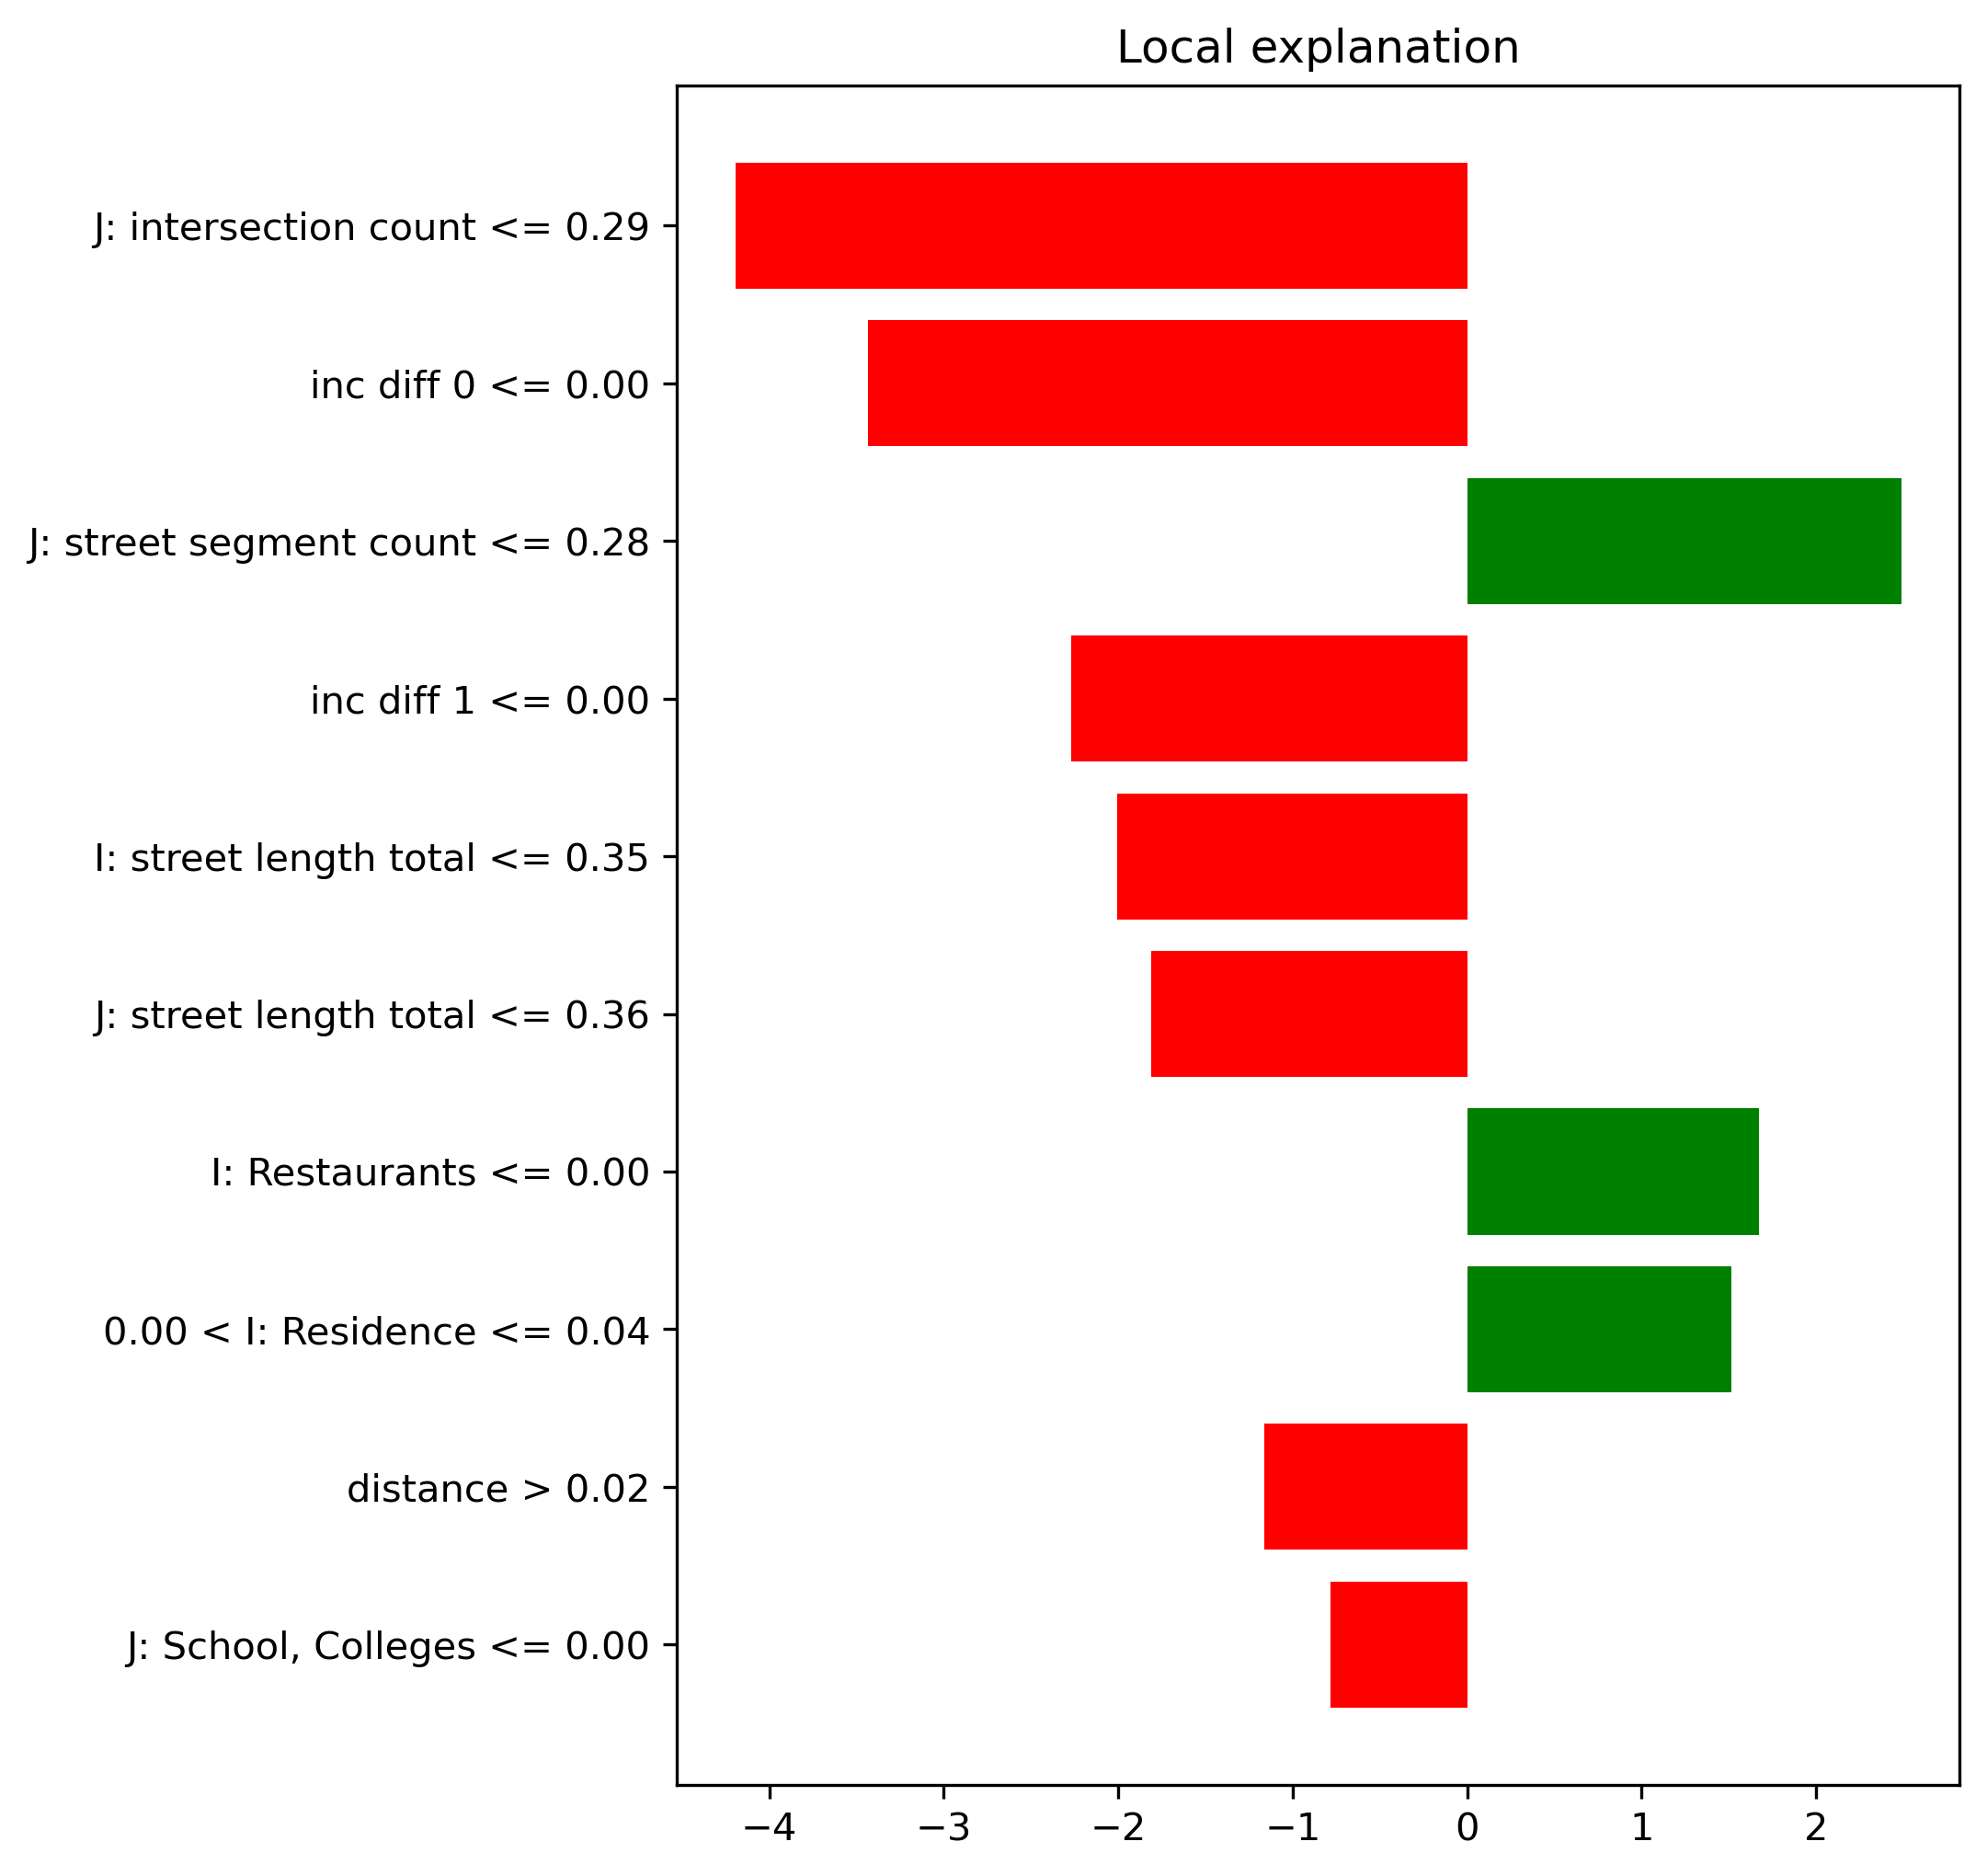 Local explanation
J: intersection count <= 0.29
inc diff 0 <= 0.00
J: street segment count <= 0.28
inc diff 1 <= 0.00
I: street length total <= 0.35
J: street length total <= 0.36
I: Restaurants <= 0.00
0.00 < I: Residence <= 0.04
distance > 0.02
J: School, Colleges <= 0.00
−4 −3 −2 −1 0 1 2